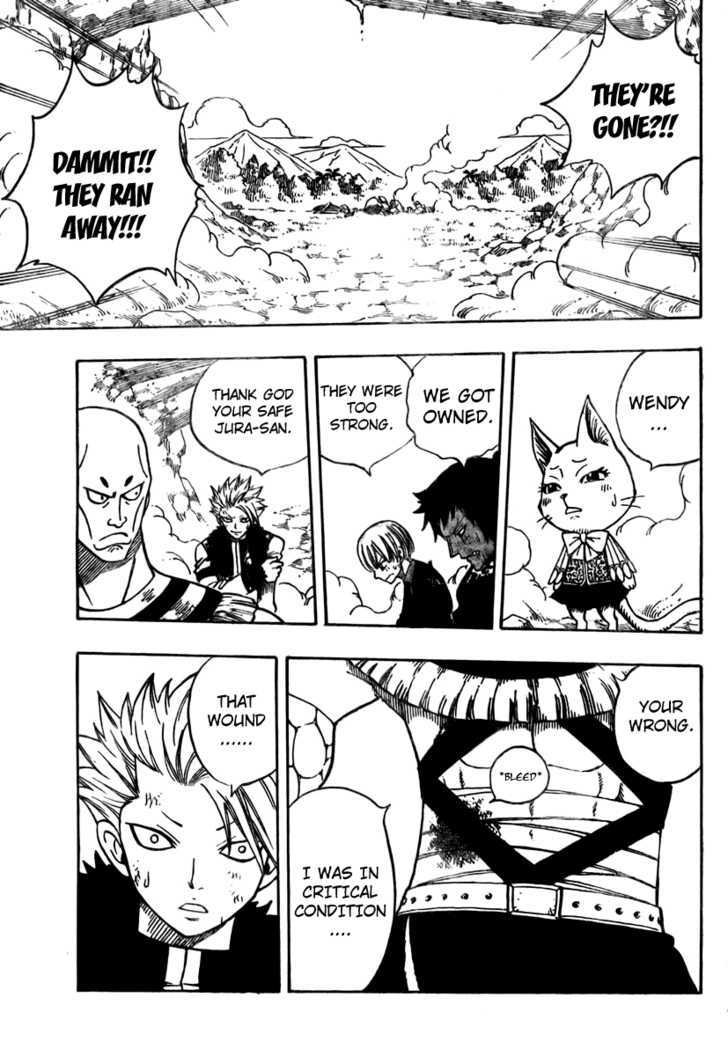 THEY'RE
GONE?!!
DAMMIT!!
THEY RAN
AWAY!!!
WENDY
...
WE GOT
OWNED.
THEY WERE
TOO
STRONG.
THANK GOD
YOUR SAFE
JURA-SAN.
YOUR
WRONG.
*BLEED*
I WAS IN
CRITICAL
CONDITION
....
THAT
WOUND
......